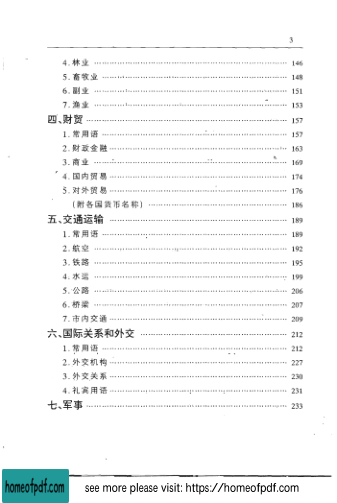 3
4. 林业 ........ 146
5. 畜牧业 ........ 148
6. 副业 ........ 151
7. 渔业 ........ 153
四、财贸 ........ 157
1. 常用语 ........ 157
2. 财政金融 ........ 163
3. 商业 ........ 169
4. 国内贸易 ........ 174
5. 对外贸易 ........ 176
(附各国货币名称) ........ 186
五、交通运输 ........ 189
1. 常用语 ........ 189
2. 航空 ........ 192
3. 铁路 ........ 195
4. 水运 ........ 199
5. 公路 ........ 206
6. 桥梁 ........ 207
7. 市内交通 ........ 209
六、国际关系和外交 ........ 212
1. 常用语 ........ 212
2. 外交机构 ........ 227
3. 外交关系 ........ 230
4. 礼宾用语 ........ 231
七、军事 ........ 233
homeofpdf.com
see more please visit: https://homeofpdf.com